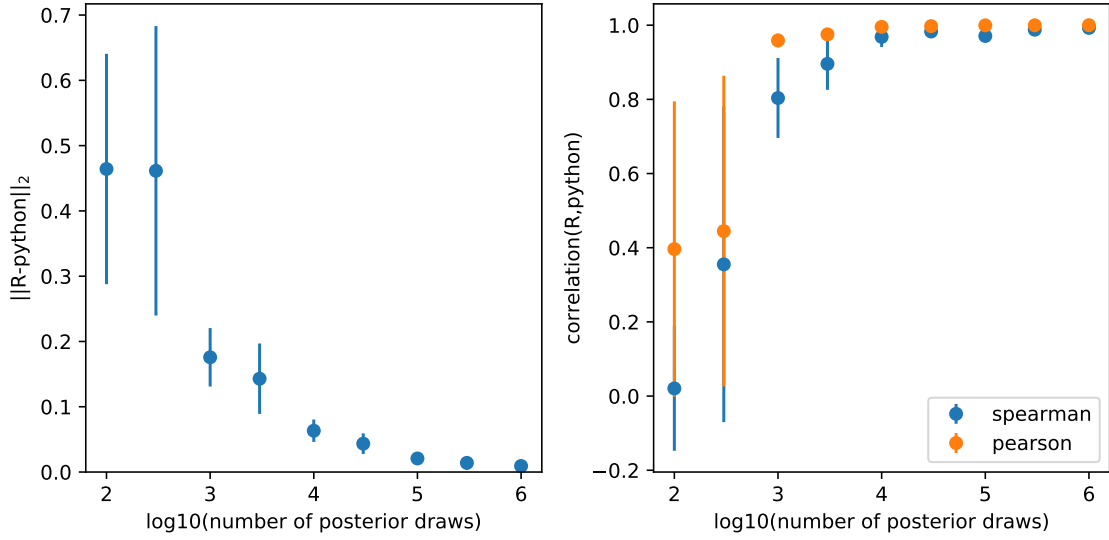 ||R-python||₂
0.7
0.6
0.5
0.4
0.3
0.2
0.1
0.0
2 3 4 5 6
log10(number of posterior draws)
correlation(R,python)
1.0
0.8
0.6
0.4
0.2
0.0
−0.2
2 3 4 5 6
log10(number of posterior draws)
spearman
pearson